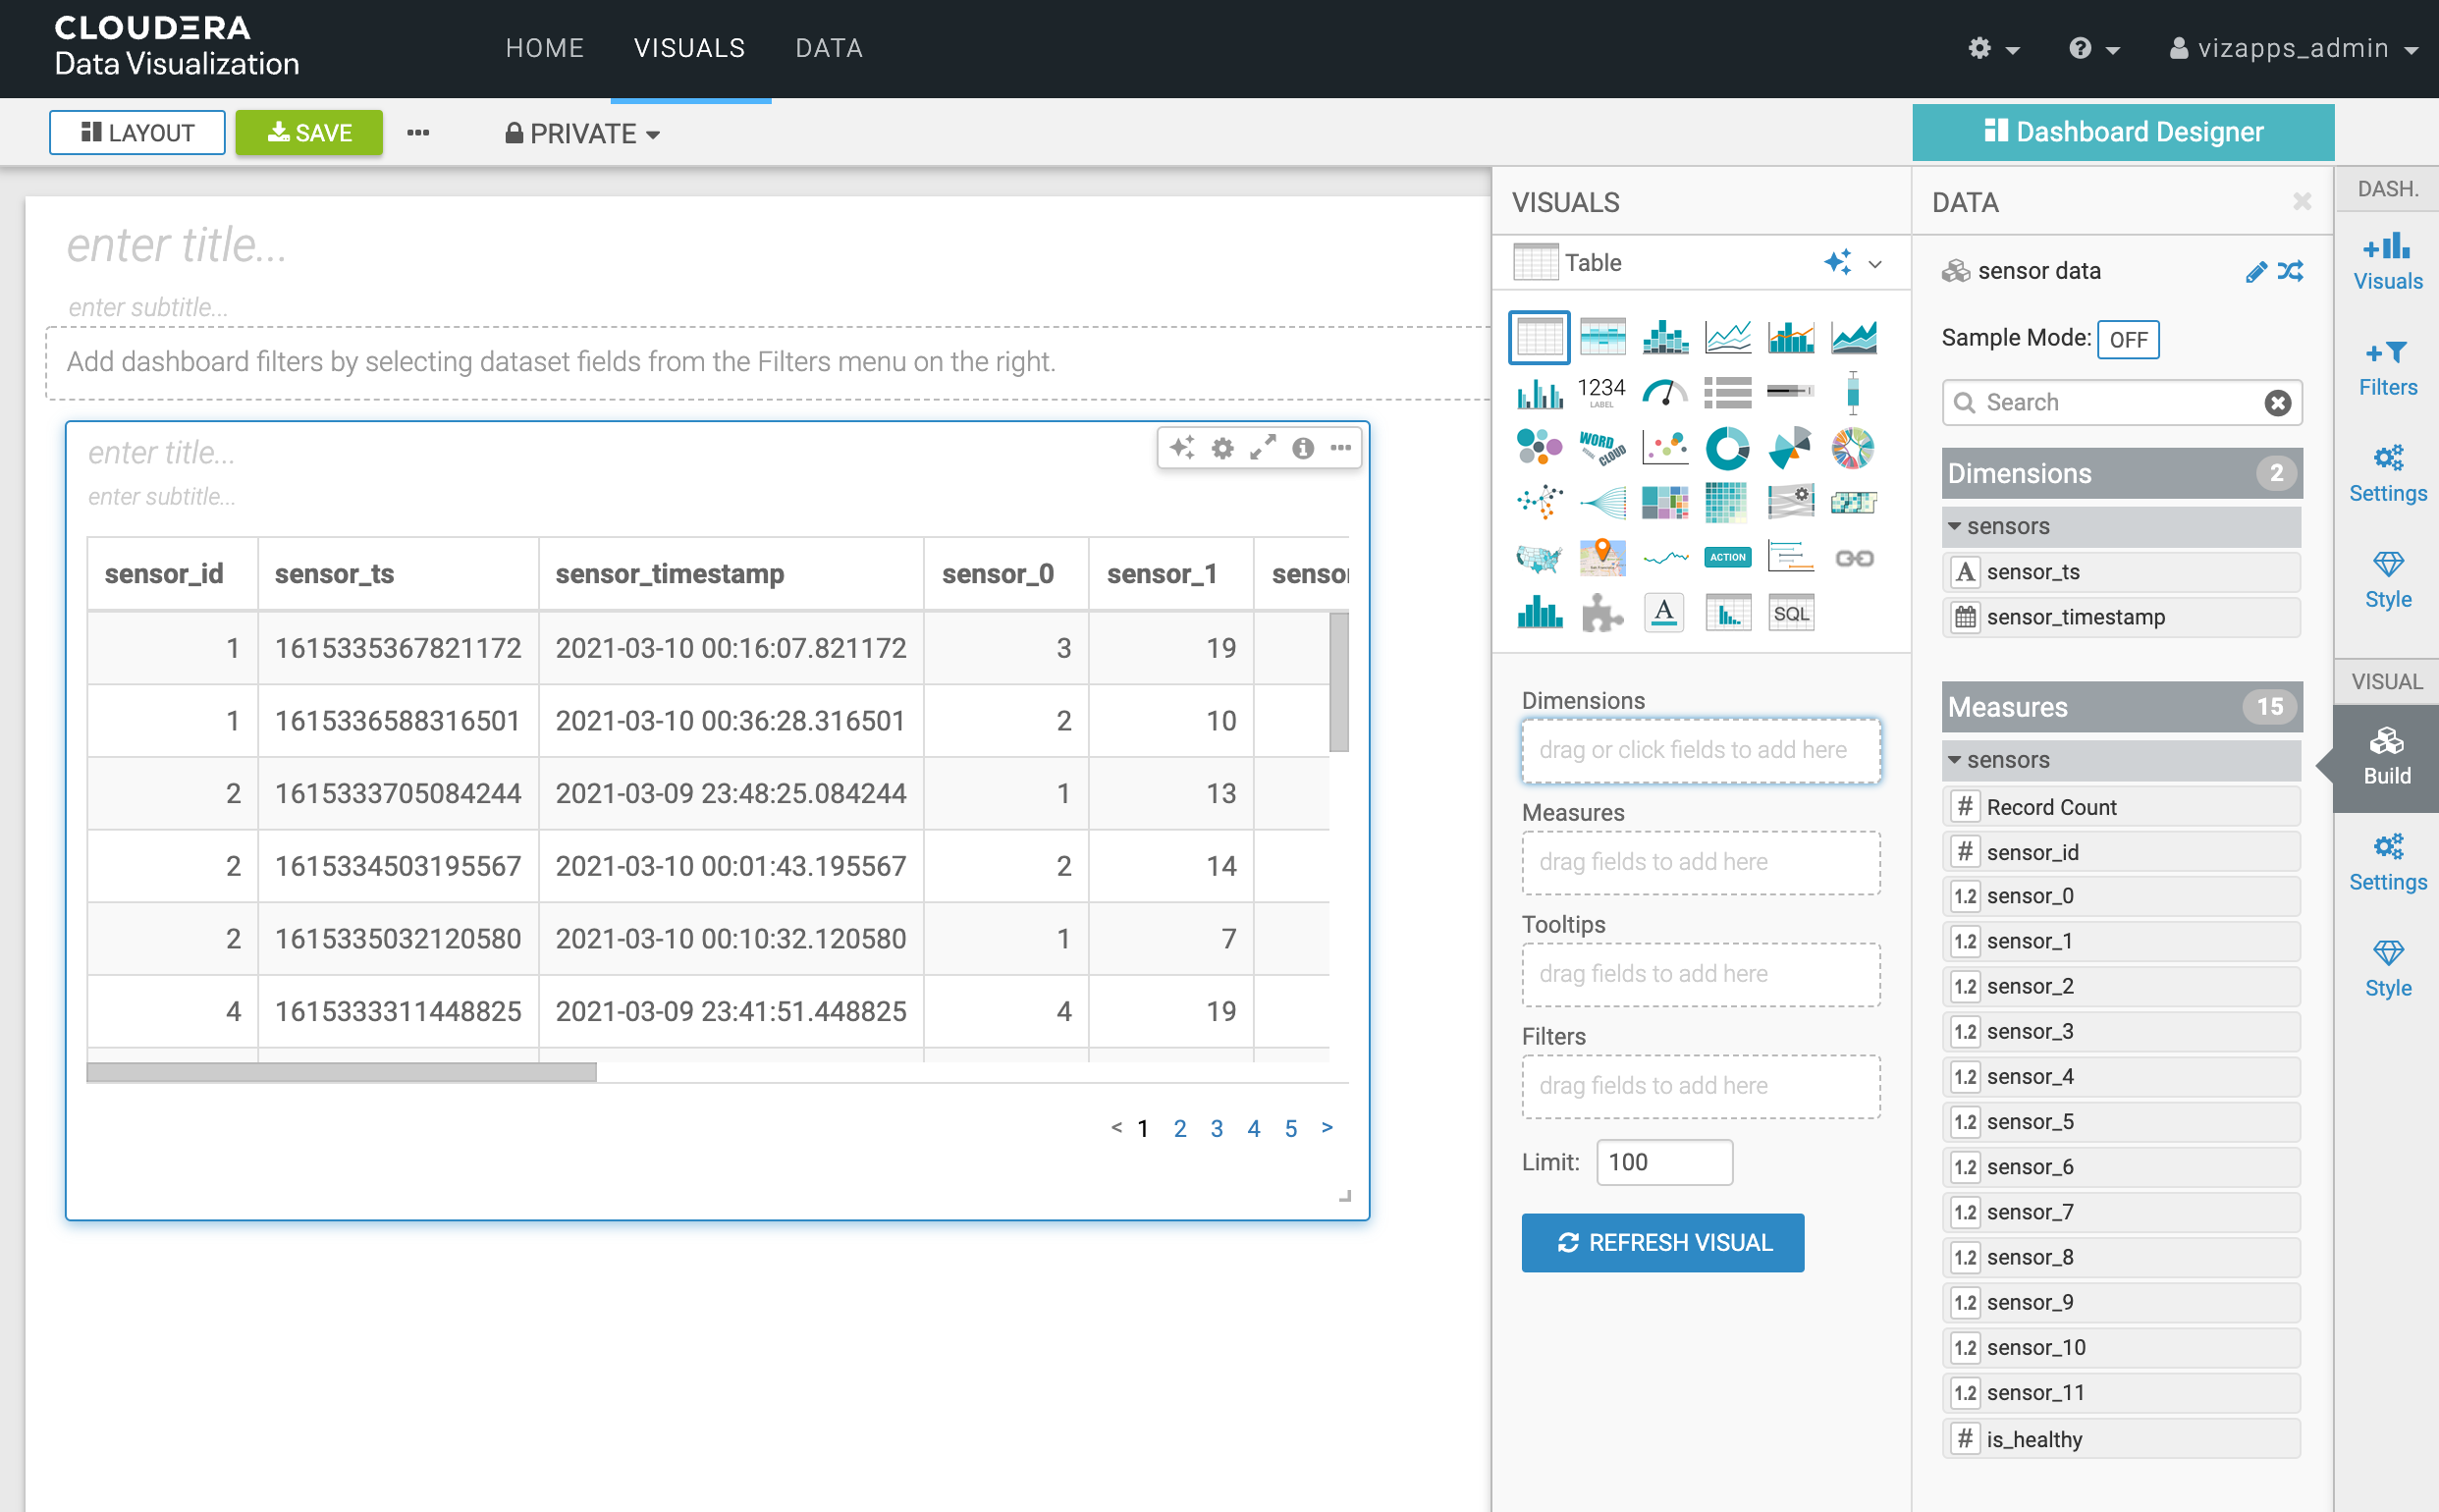 CLOUDERA
Data Visualization
HOME VISUALS DATA
vizapps_admin
LAYOUT SAVE PRIVATE
Dashboard Designer
enter title...
enter subtitle...
Add dashboard filters by selecting dataset fields from the Filters menu on the right.
enter title...
enter subtitle...
sensor_id sensor_ts sensor_timestamp sensor_0 sensor_1
1 1615335367821172 2021-03-10 00:16:07.821172 3 19
1 1615336588316501 2021-03-10 00:36:28.316501 2 10
2 1615333705084244 2021-03-09 23:48:25.084244 1 13
2 1615334503195567 2021-03-10 00:01:43.195567 2 14
2 1615335032120580 2021-03-10 00:10:32.120580 1 7
4 1615333311448825 2021-03-09 23:41:51.448825 4 19
< 1 2 3 4 5 >
VISUALS
Table
1234
LABEL
WORD
CLOUD
ACTION
A
SQL
Dimensions
drag or click fields to add here
Measures
drag fields to add here
Tooltips
drag fields to add here
Filters
drag fields to add here
Limit: 100
REFRESH VISUAL
DATA
sensor data
Sample Mode: OFF
Search
Dimensions 2
sensors
A sensor_ts
sensor_timestamp
Measures 15
sensors
# Record Count
# sensor_id
1.2 sensor_0
1.2 sensor_1
1.2 sensor_2
1.2 sensor_3
1.2 sensor_4
1.2 sensor_5
1.2 sensor_6
1.2 sensor_7
1.2 sensor_8
1.2 sensor_9
1.2 sensor_10
1.2 sensor_11
# is_healthy
DASH.
Visuals
Filters
Settings
Style
VISUAL
Build
Settings
Style